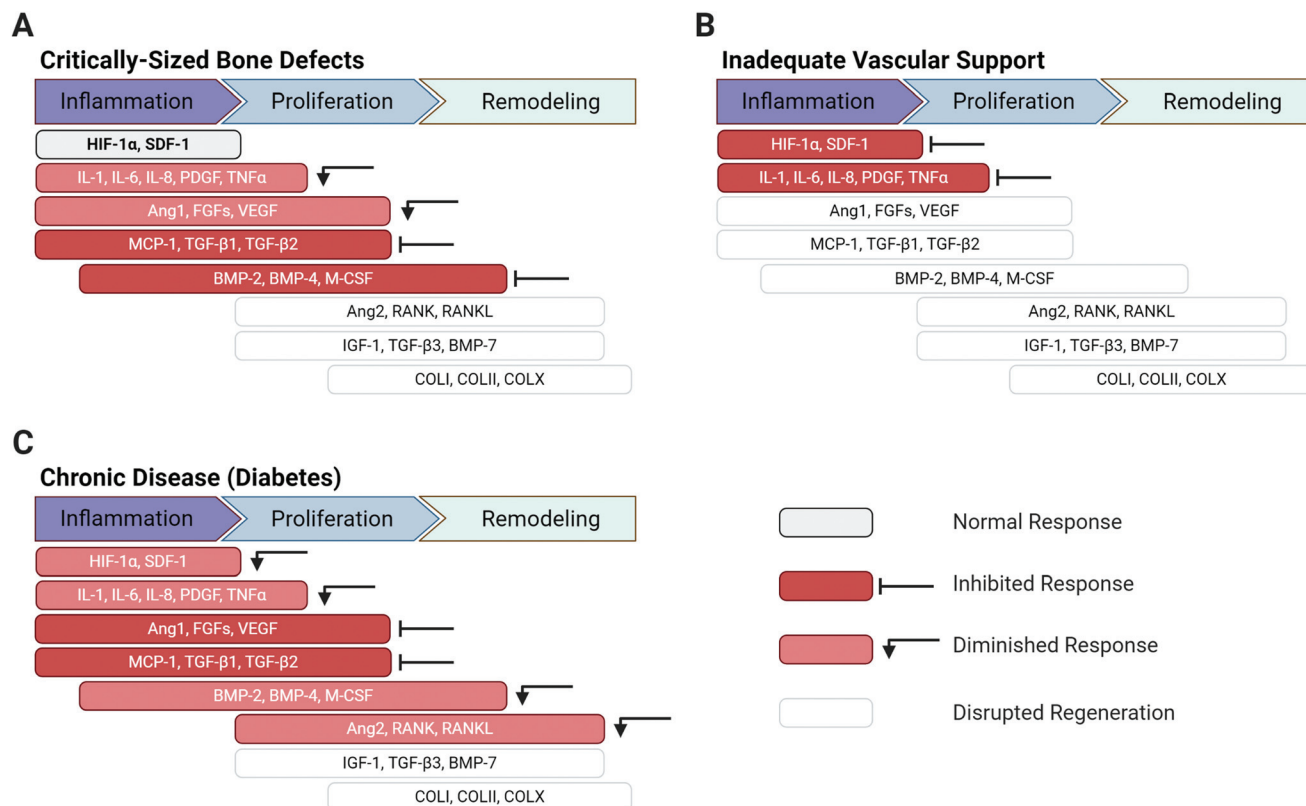 A
Critically-Sized Bone Defects
Inflammation
Proliferation
Remodeling
HIF-1α, SDF-1
IL-1, IL-6, IL-8, PDGF, TNFα
Ang1, FGFs, VEGF
MCP-1, TGF-β1, TGF-β2
BMP-2, BMP-4, M-CSF
Ang2, RANK, RANKL
IGF-1, TGF-β3, BMP-7
COLI, COLII, COLX
B
Inadequate Vascular Support
Inflammation
Proliferation
Remodeling
HIF-1α, SDF-1
IL-1, IL-6, IL-8, PDGF, TNFα
Ang1, FGFs, VEGF
MCP-1, TGF-β1, TGF-β2
BMP-2, BMP-4, M-CSF
Ang2, RANK, RANKL
IGF-1, TGF-β3, BMP-7
COLI, COLII, COLX
C
Chronic Disease (Diabetes)
Inflammation
Proliferation
Remodeling
HIF-1α, SDF-1
IL-1, IL-6, IL-8, PDGF, TNFα
Ang1, FGFs, VEGF
MCP-1, TGF-β1, TGF-β2
BMP-2, BMP-4, M-CSF
Ang2, RANK, RANKL
IGF-1, TGF-β3, BMP-7
COLI, COLII, COLX
Normal Response
Inhibited Response
Diminished Response
Disrupted Regeneration